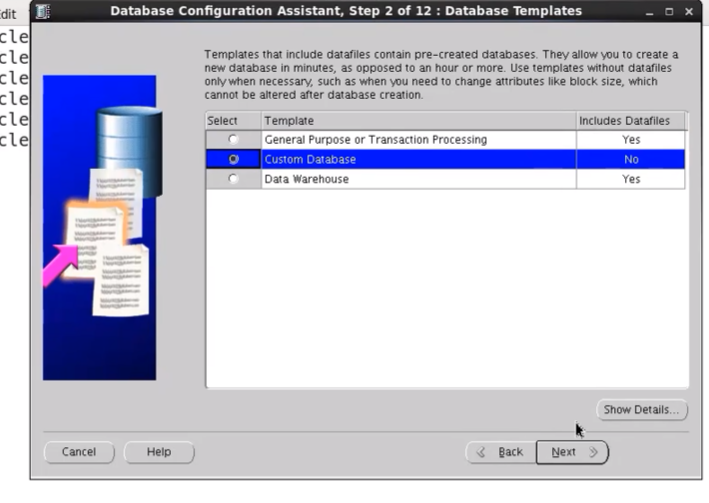 dit
Database Configuration Assistant, Step 2 of 12 : Database Templates
cle
cle
cle
cle
cle
cle
Templates that include datafiles contain pre-created databases. They allow you to create a
new database in minutes, as opposed to an hour or more. Use templates without datafiles
only when necessary, such as when you need to change attributes like block size, which
cannot be altered after database creation.
Select Template Includes Datafiles
General Purpose or Transaction Processing Yes
Custom Database No
Data Warehouse Yes
Show Details...
Cancel Help Back Next